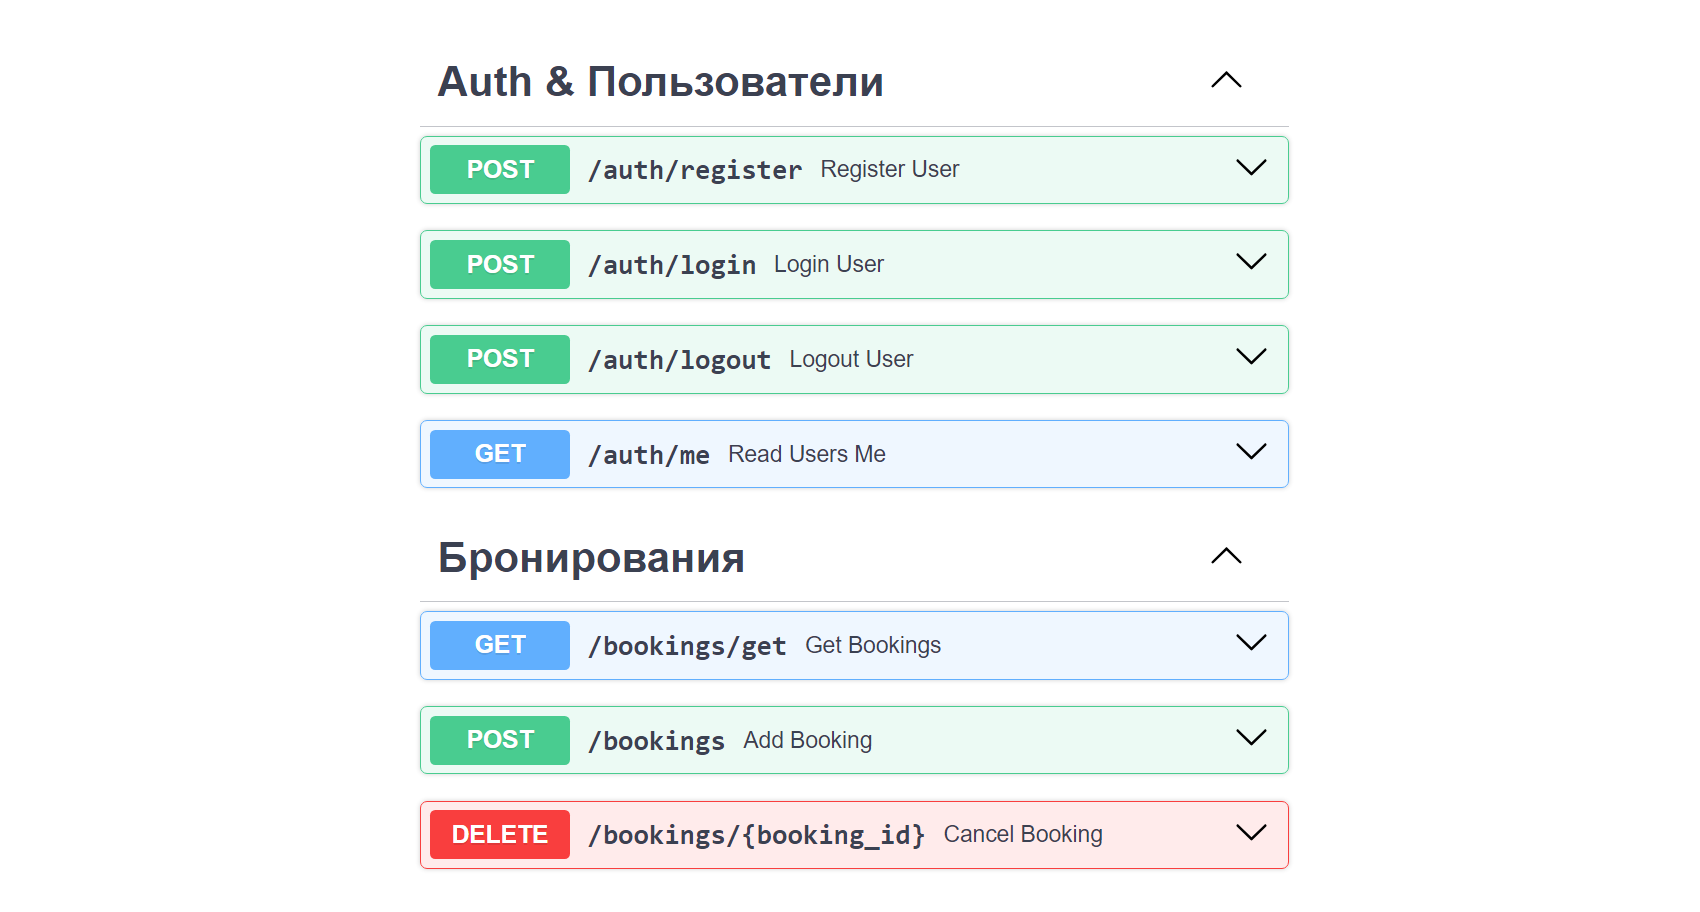 Auth & Пользователи
POST /auth/register Register User
POST /auth/login Login User
POST /auth/logout Logout User
GET /auth/me Read Users Me
Бронирования
GET /bookings/get Get Bookings
POST /bookings Add Booking
DELETE /bookings/{booking_id} Cancel Booking